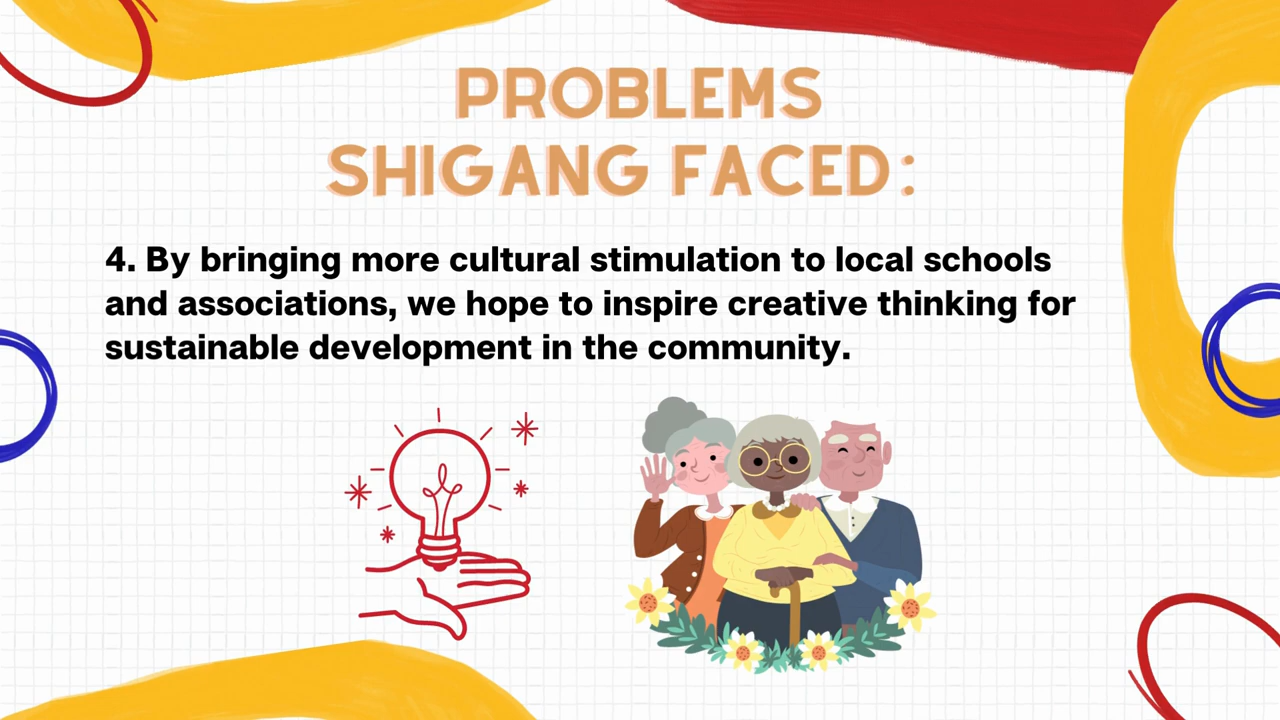 PROBLEMS
SHIGANG FACED:
4. By bringing more cultural stimulation to local schools
and associations, we hope to inspire creative thinking for
sustainable development in the community.